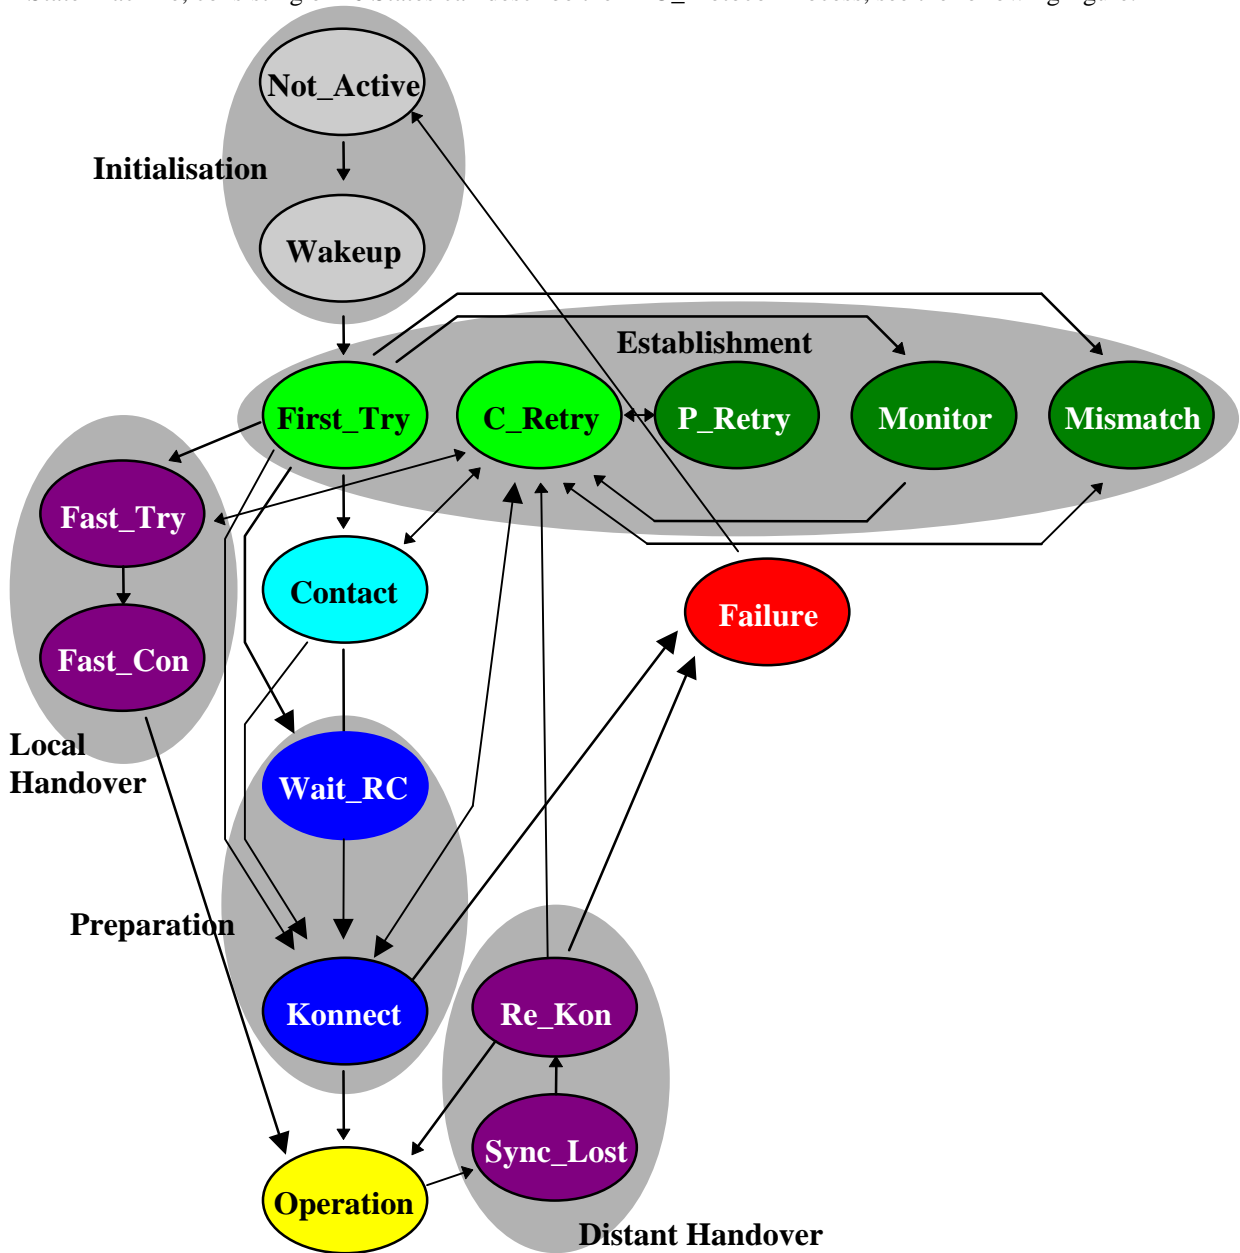 Not_Active
Initialisation
Wakeup
Establishment
First_Try
C_Retry
P_Retry
Monitor
Mismatch
Fast_Try
Contact
Failure
Fast_Con
Local
Handover
Wait_RC
Preparation
Konnect
Re_Kon
Sync_Lost
Operation
Distant Handover